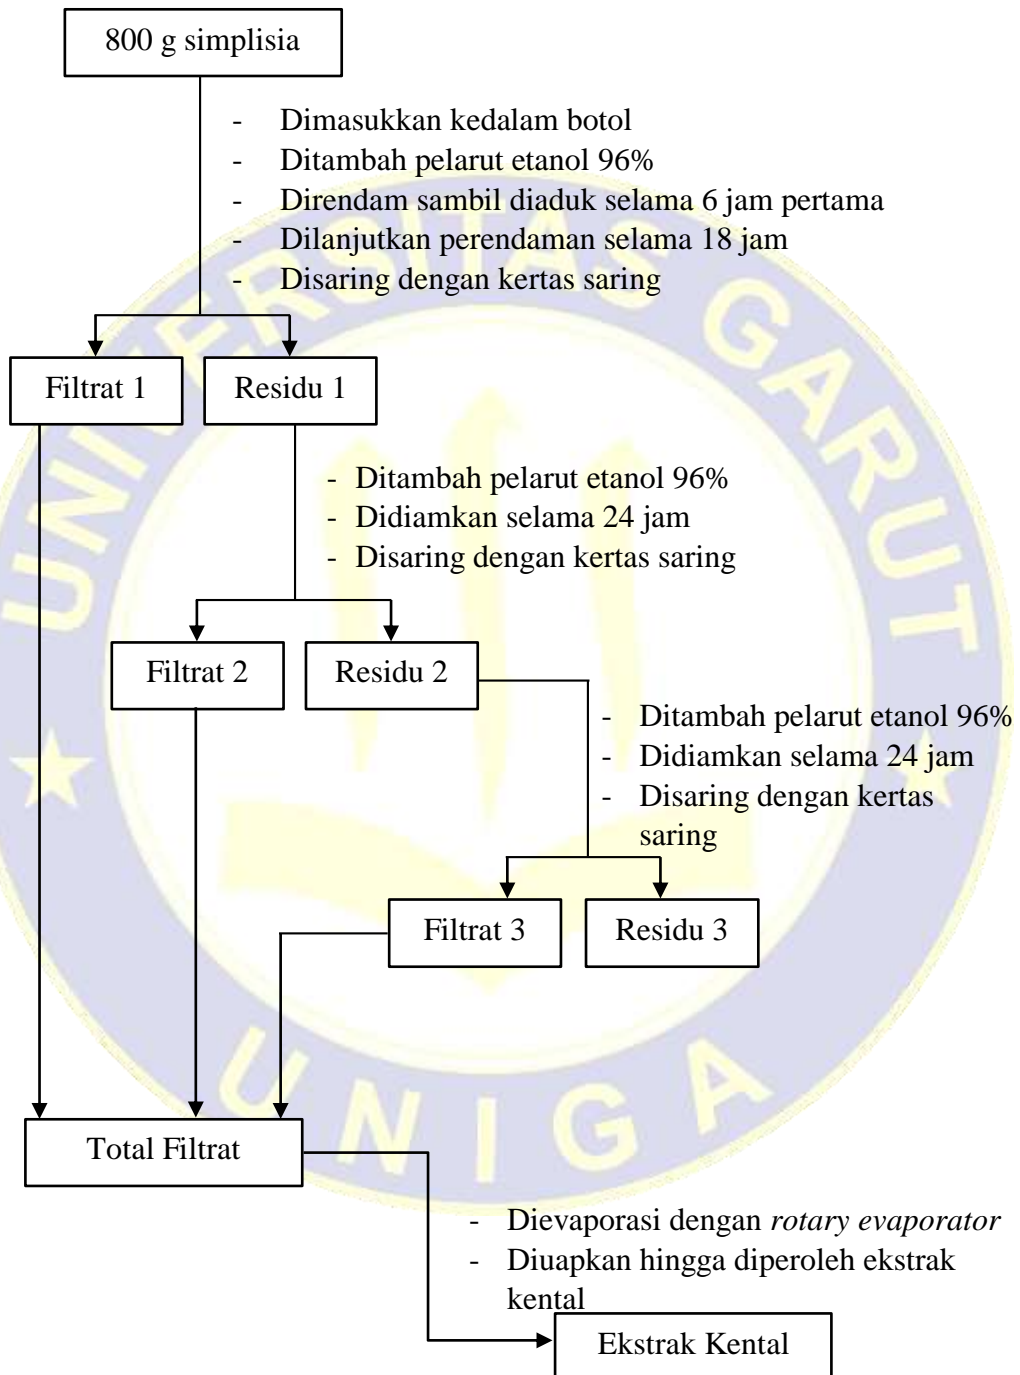 800 g simplisia
- Dimasukkan kedalam botol
- Ditambah pelarut etanol 96%
- Direndam sambil diaduk selama 6 jam pertama
- Dilanjutkan perendaman selama 18 jam
- Disaring dengan kertas saring
Filtrat 1
Residu 1
- Ditambah pelarut etanol 96%
- Didiamkan selama 24 jam
- Disaring dengan kertas saring
Filtrat 2
Residu 2
- Ditambah pelarut etanol 96%
- Didiamkan selama 24 jam
- Disaring dengan kertas
saring
Filtrat 3
Residu 3
Total Filtrat
- Dievaporasi dengan rotary evaporator
- Diuapkan hingga diperoleh ekstrak
kental
Ekstrak Kental
UNIVERSITAS GARUT
UNIGA